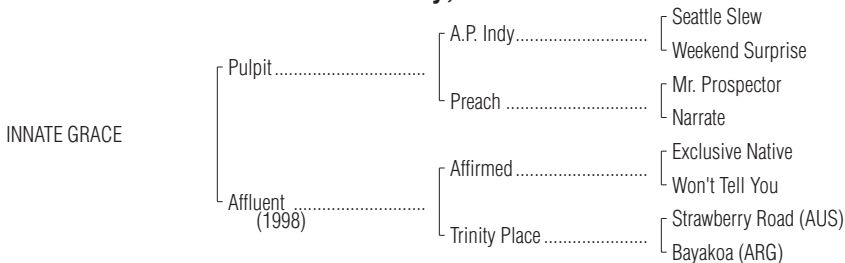 Seattle Slew
A.P. Indy
Weekend Surprise
Pulpit
Mr. Prospector
Preach
Narrate
INNATE GRACE
Exclusive Native
Affirmed
Won't Tell You
Affluent
(1998)
Strawberry Road (AUS)
Trinity Place
Bayakoa (ARG)